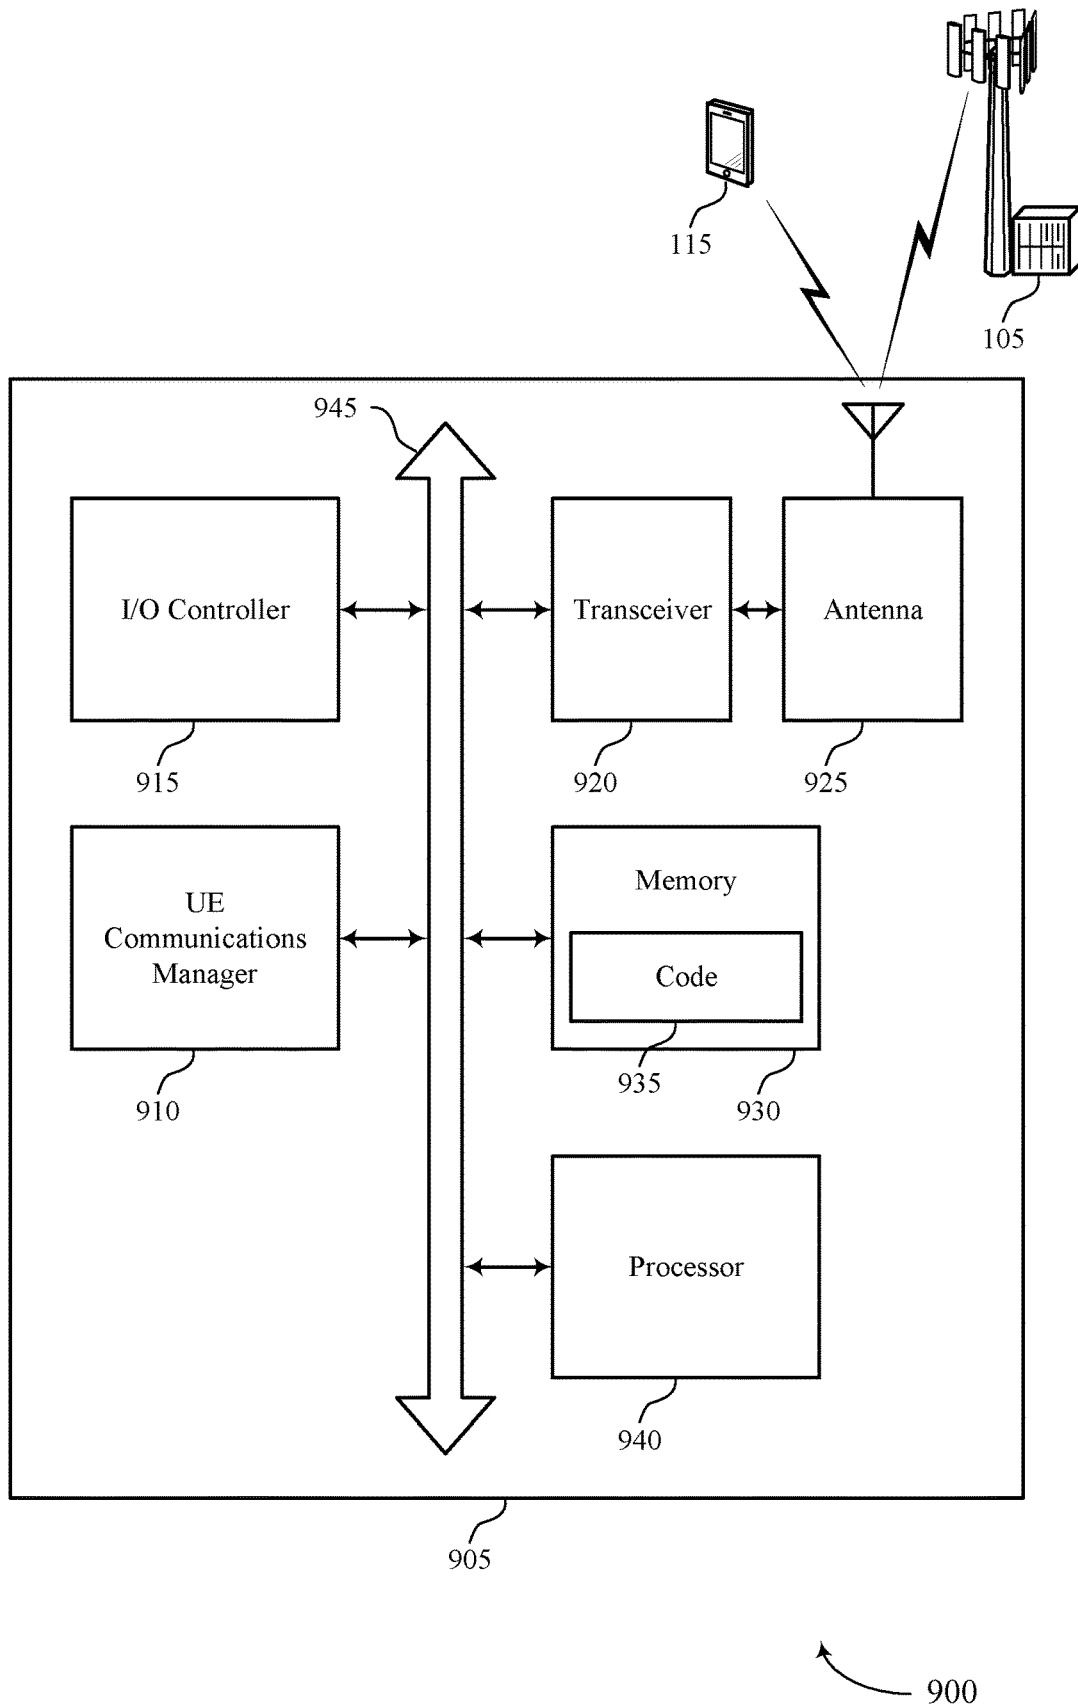 115
105
945
I/O Controller
Transceiver
Antenna
915
920
925
UE
Communications
Manager
Memory
Code
910
935
930
Processor
940
905
900